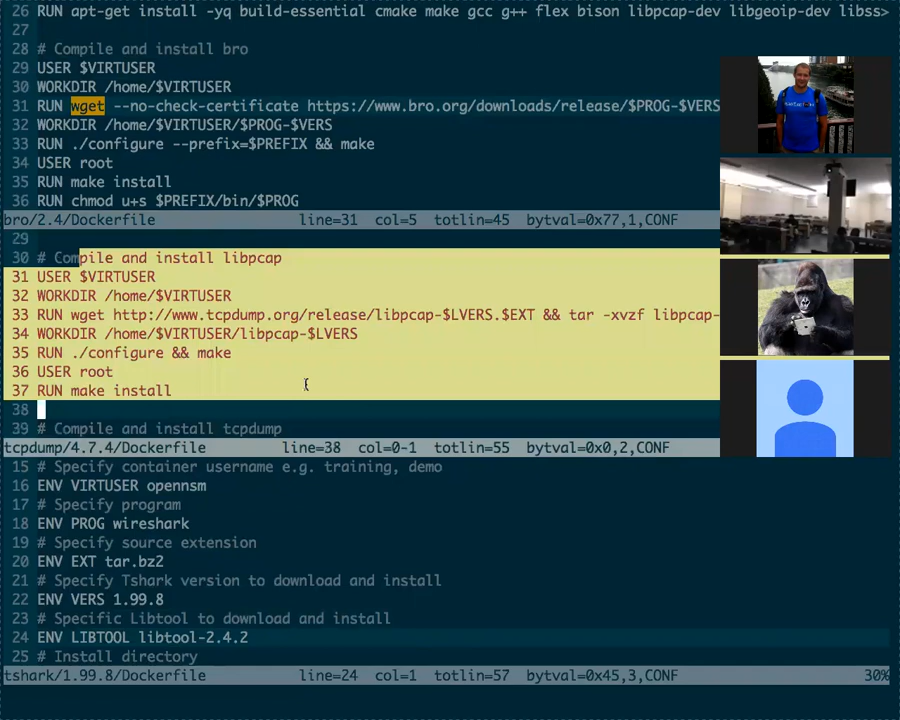 26 RUN apt-get install -yq build-essential cmake make gcc g++ flex bison libpcap-dev libgeoip-dev libss>
27
28 # Compile and install bro
29 USER $VIRTUSER
30 WORKDIR /home/$VIRTUSER
31 RUN wget --no-check-certificate https://www.bro.org/downloads/release/$PROG-$VERS
32 WORKDIR /home/$VIRTUSER/$PROG-$VERS
33 RUN ./configure --prefix=$PREFIX && make
34 USER root
35 RUN make install
36 RUN chmod u+s $PREFIX/bin/$PROG
bro/2.4/Dockerfile line=31 col=5 totlin=45 bytval=0x77,1,CONF
29
30 # Compile and install libpcap
31 USER $VIRTUSER
32 WORKDIR /home/$VIRTUSER
33 RUN wget http://www.tcpdump.org/release/libpcap-$LVERS.$EXT && tar -xvzf libpcap-
34 WORKDIR /home/$VIRTUSER/libpcap-$LVERS
35 RUN ./configure && make
36 USER root
37 RUN make install
38
39 # Compile and install tcpdump
tcpdump/4.7.4/Dockerfile line=38 col=0-1 totlin=55 bytval=0x0,2,CONF
15 # Specify container username e.g. training, demo
16 ENV VIRTUSER opennsm
17 # Specify program
18 ENV PROG wireshark
19 # Specify source extension
20 ENV EXT tar.bz2
21 # Specify Tshark version to download and install
22 ENV VERS 1.99.8
23 # Specific Libtool to download and install
24 ENV LIBTOOL libtool-2.4.2
25 # Install directory
tshark/1.99.8/Dockerfile line=24 col=1 totlin=57 bytval=0x45,3,CONF 30%